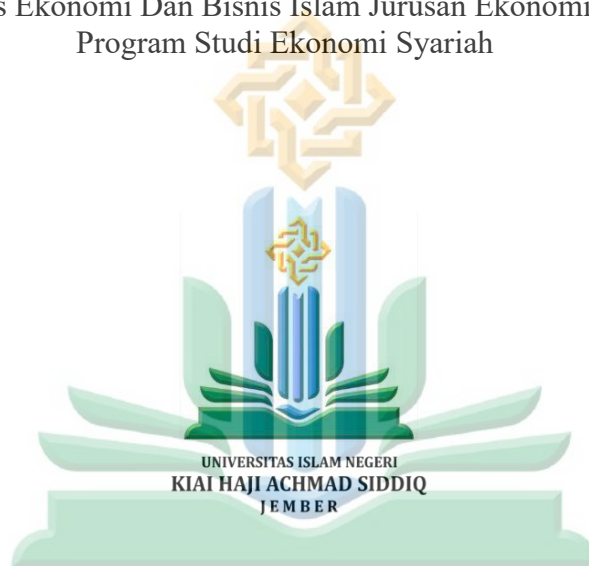 Ekonomi Dan Bisnis Islam Jurusan Ekonomi
Program Studi Ekonomi Syariah
UNIVERSITAS ISLAM NEGERI
KIAI HAJI ACHMAD SIDDIQ
JEMBER